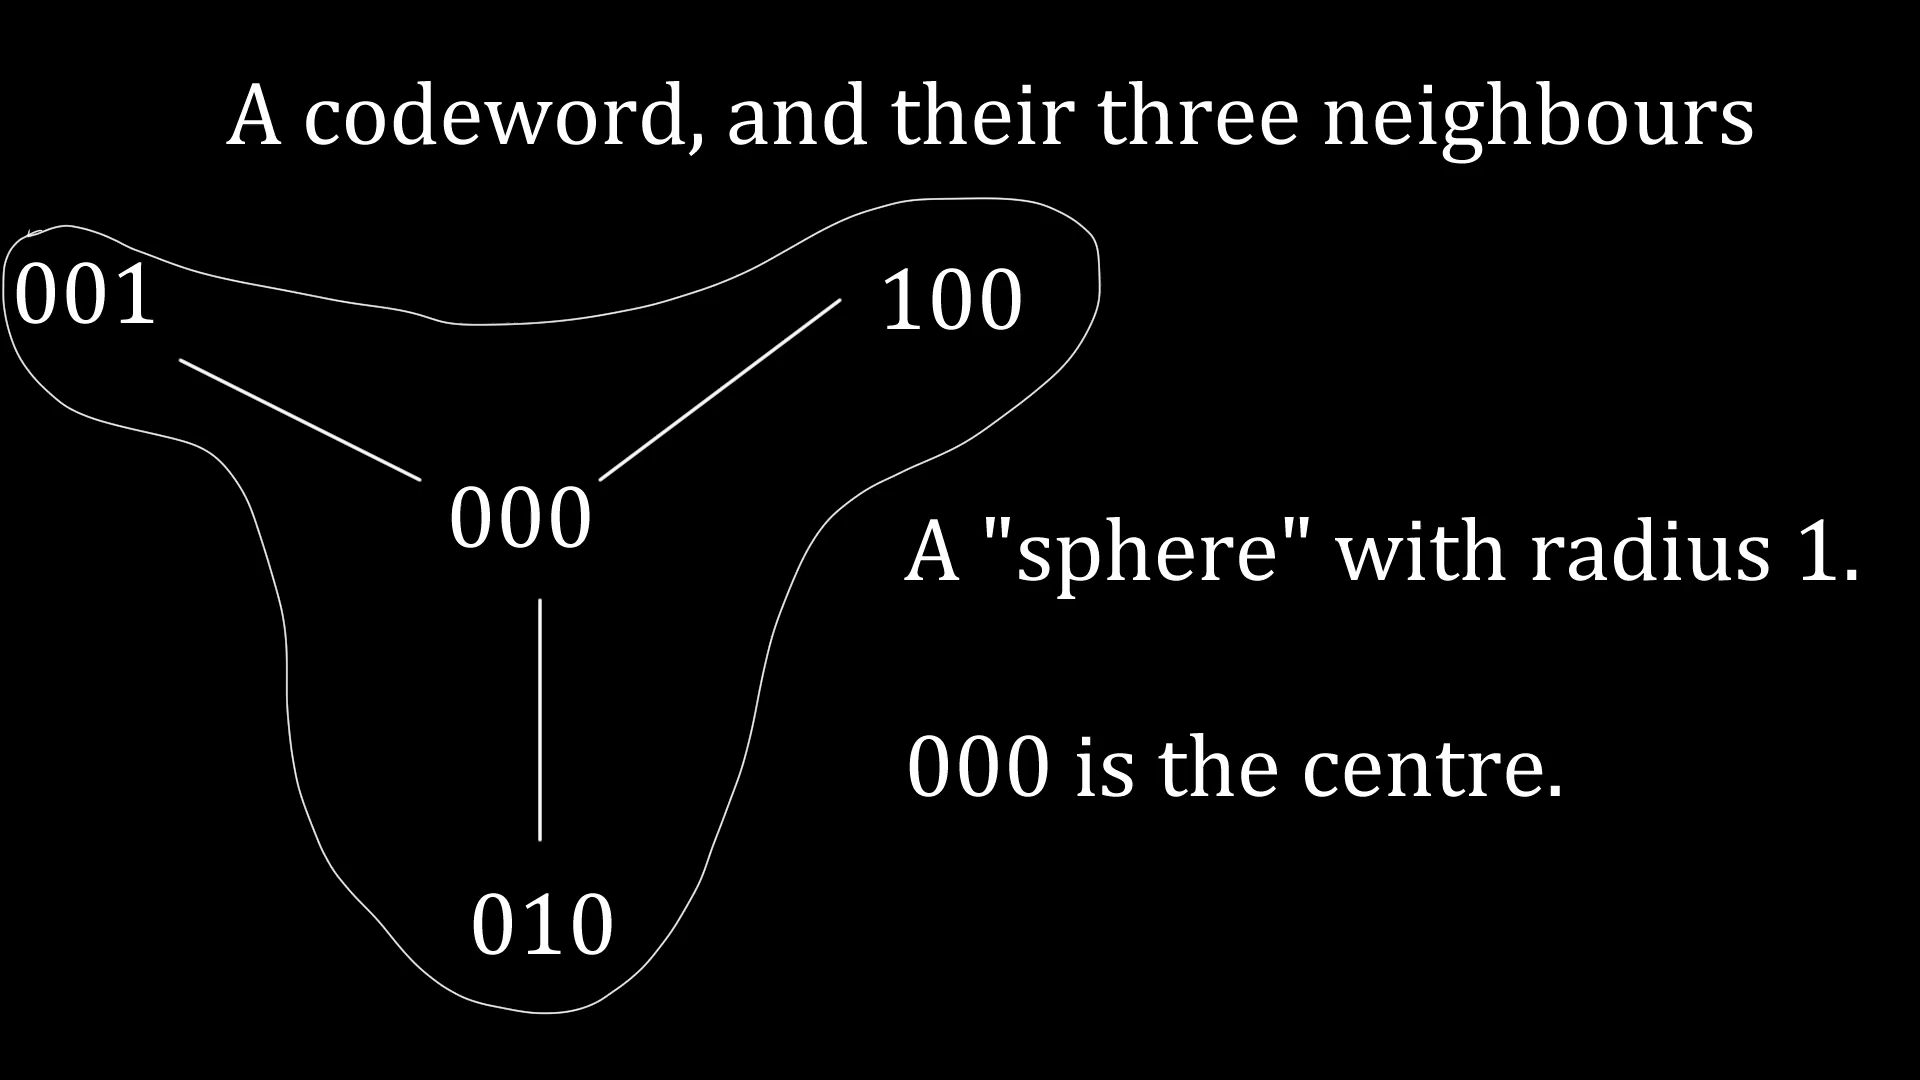 A codeword, and their three neighbours
001
100
000
A "sphere" with radius 1.
000 is the centre.
010